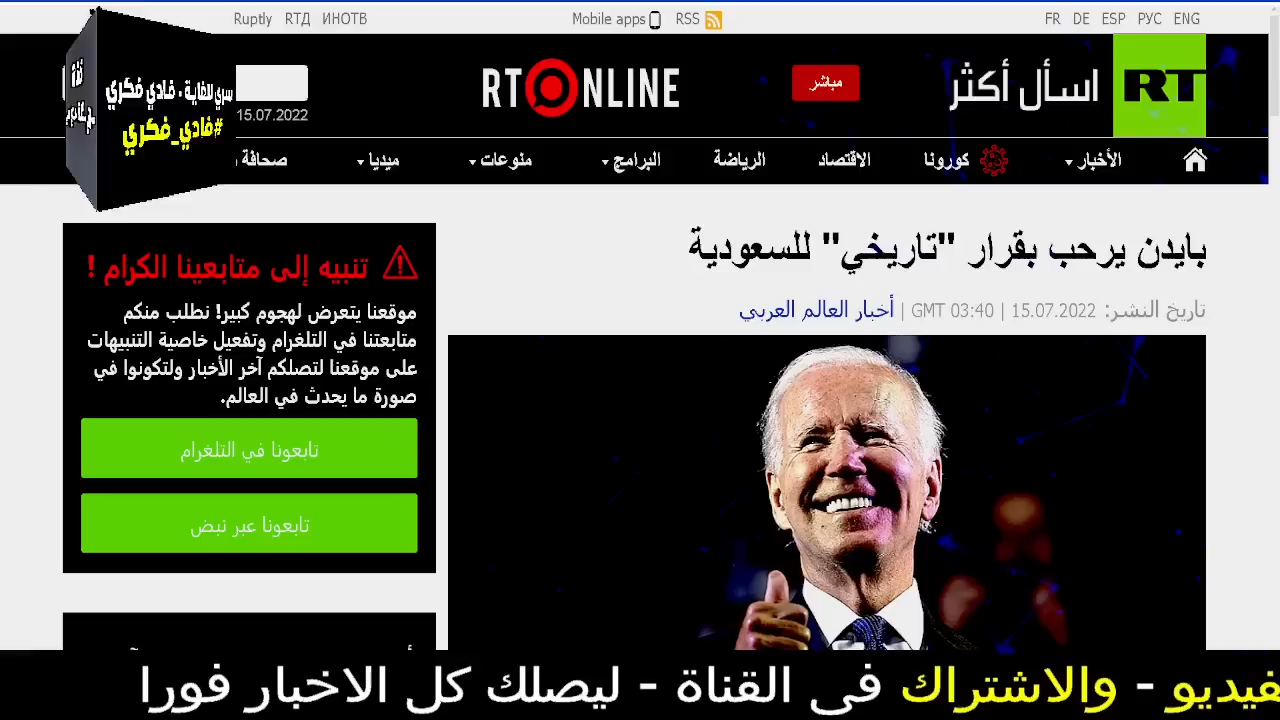 Ruptly RTД ИНОТВ Mobile apps RSS FR DE ESP РУС ENG
سري للغاية - فادي فكري
#فادي_فكري
15.07.2022
RT ONLINE
مباشر
اسأل أكثر
RT
الأخبار كورونا الاقتصاد الرياضة البرامج منوعات ميديا صحافة
بايدن يرحب بقرار "تاريخي" للسعودية
تاريخ النشر: 15.07.2022 | 03:40 GMT | أخبار العالم العربي
تنبيه إلى متابعينا الكرام !
موقعنا يتعرض لهجوم كبير! نطلب منكم
متابعتنا في التلغرام وتفعيل خاصية التنبيهات
على موقعنا لتصلكم آخر الأخبار ولتكونوا في
صورة ما يحدث في العالم.
تابعونا في التلغرام
تابعونا عبر نبض
فيديو - والاشتراك فى القناة - ليصلك كل الاخبار فورا